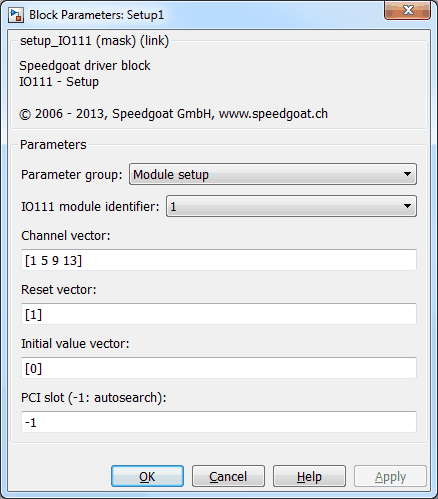 Block Parameters: Setup1
setup_IO111 (mask) (link)
Speedgoat driver block
IO111 - Setup
© 2006 - 2013, Speedgoat GmbH, www.speedgoat.ch
Parameters
Parameter group: Module setup
IO111 module identifier: 1
Channel vector:
[1 5 9 13]
Reset vector:
[1]
Initial value vector:
[0]
PCI slot (-1: autosearch):
-1
OK Cancel Help Apply